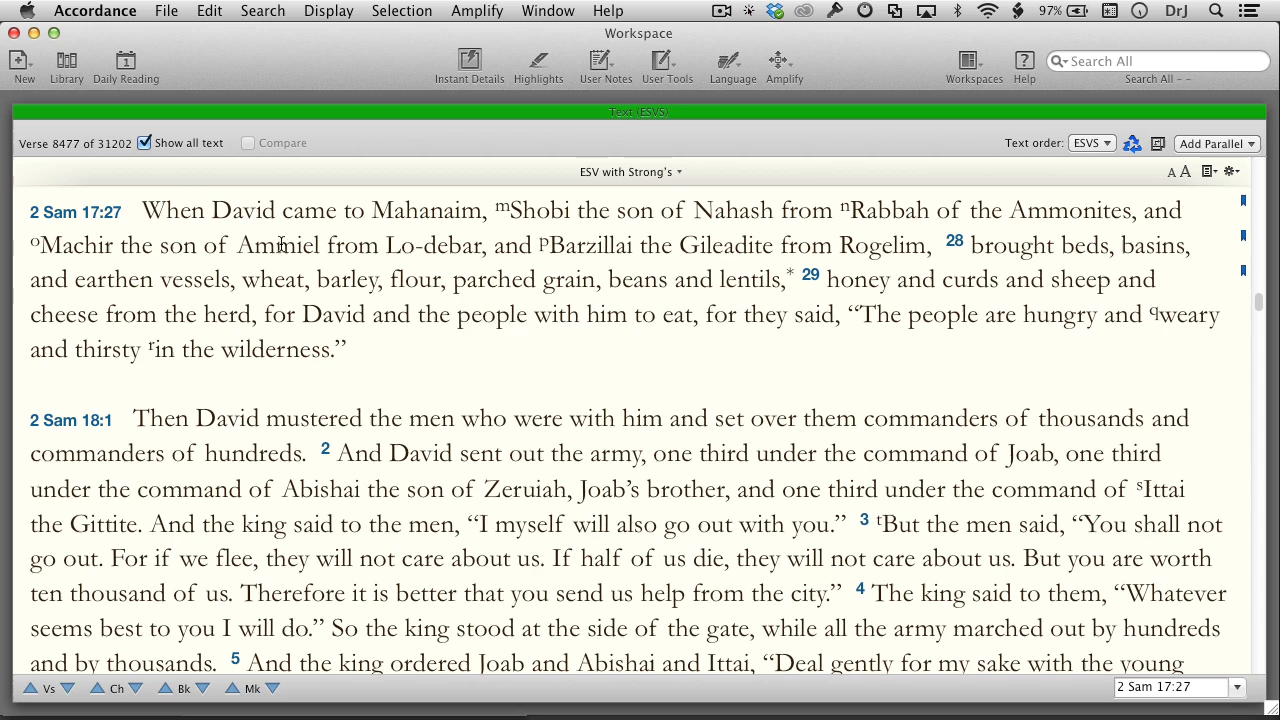 Accordance File Edit Search Display Selection Amplify Window Help 97% DrJ
Workspace
New Library Daily Reading Instant Details Highlights User Notes User Tools Language Amplify Workspaces Help Search All
Search All - -
Text (ESVS)
Verse 8477 of 31202 Show all text Compare Text order: ESVS Add Parallel
ESV with Strong's A A
2 Sam 17:27 When David came to Mahanaim, mShobi the son of Nahash from nRabbah of the Ammonites, and
oMachir the son of Ammiel from Lo-debar, and pBarzillai the Gileadite from Rogelim, 28 brought beds, basins,
and earthen vessels, wheat, barley, flour, parched grain, beans and lentils,* 29 honey and curds and sheep and
cheese from the herd, for David and the people with him to eat, for they said, “The people are hungry and qweary
and thirsty rin the wilderness.”
2 Sam 18:1 Then David mustered the men who were with him and set over them commanders of thousands and
commanders of hundreds. 2 And David sent out the army, one third under the command of Joab, one third
under the command of Abishai the son of Zeruiah, Joab’s brother, and one third under the command of sIttai
the Gittite. And the king said to the men, “I myself will also go out with you.” 3 tBut the men said, “You shall not
go out. For if we flee, they will not care about us. If half of us die, they will not care about us. But you are worth
ten thousand of us. Therefore it is better that you send us help from the city.” 4 The king said to them, “Whatever
seems best to you I will do.” So the king stood at the side of the gate, while all the army marched out by hundreds
and by thousands. 5 And the king ordered Joab and Abishai and Ittai, “Deal gently for my sake with the young
Vs Ch Bk Mk 2 Sam 17:27